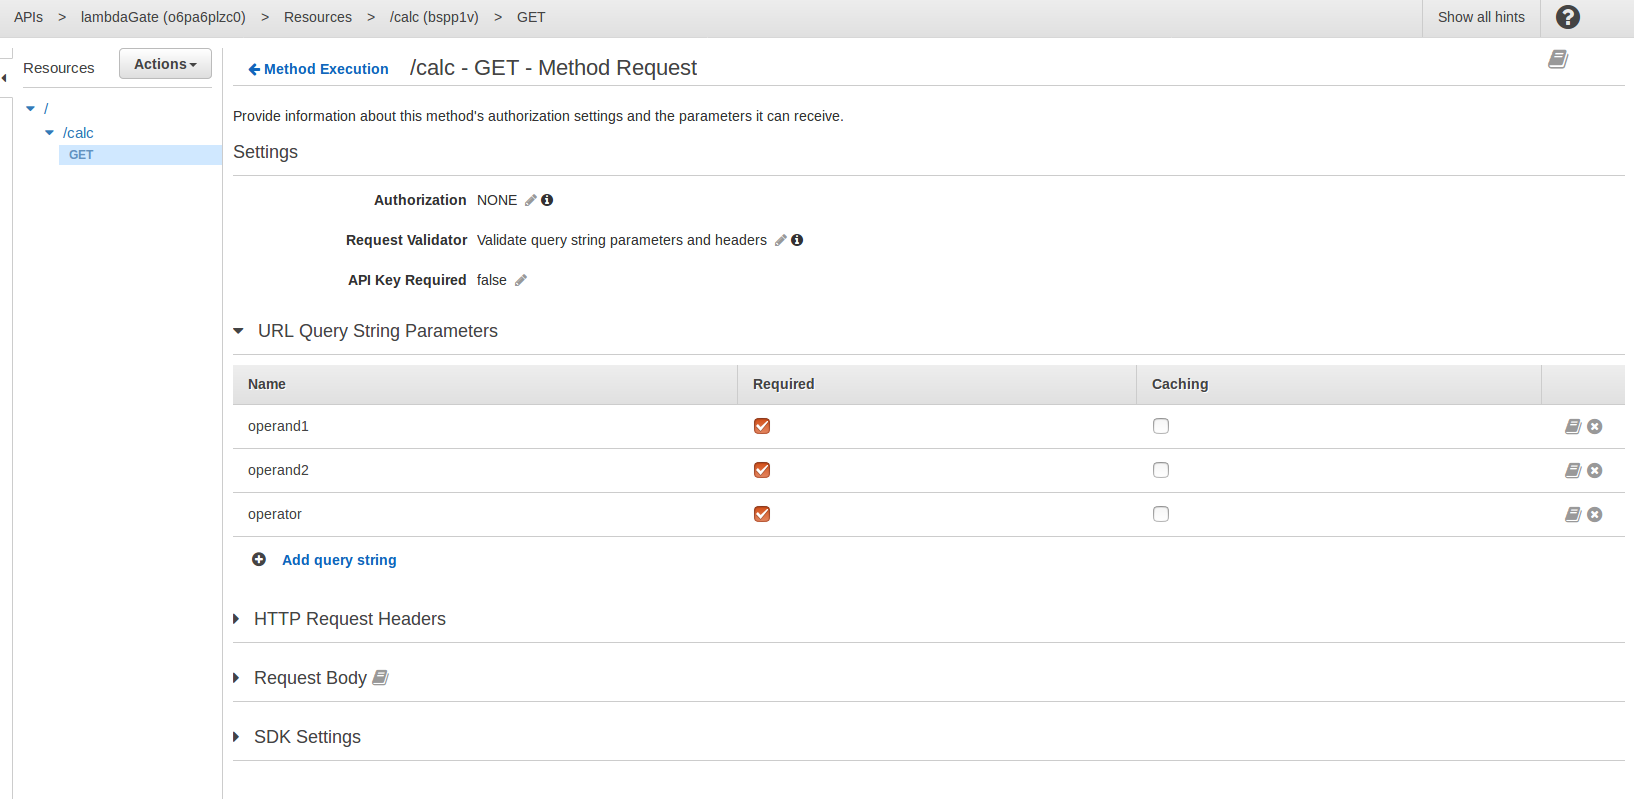 APIs > lambdaGate (o6pa6plzc0) > Resources > /calc (bspp1v) > GET
Show all hints
Resources
Actions
/
/calc
GET
Method Execution /calc - GET - Method Request
Provide information about this method's authorization settings and the parameters it can receive.
Settings
Authorization NONE
Request Validator Validate query string parameters and headers
API Key Required false
URL Query String Parameters
Name Required Caching
operand1
operand2
operator
Add query string
HTTP Request Headers
Request Body
SDK Settings